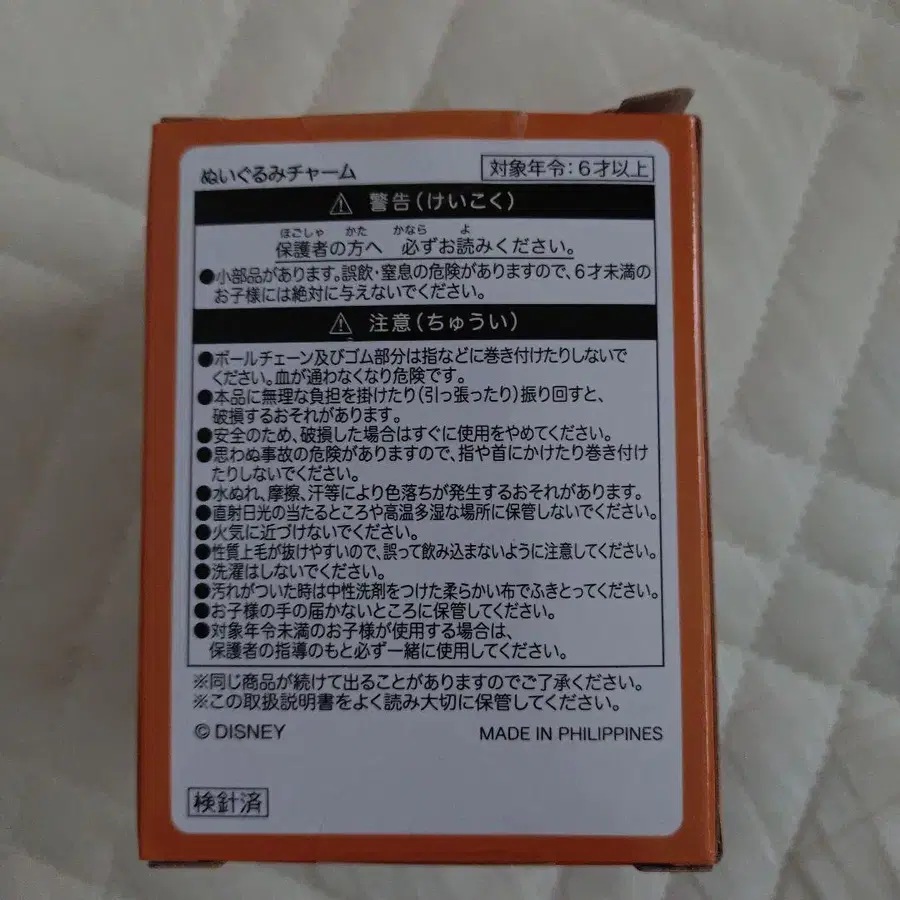 ぬいぐるみチャーム
対象年令:6才以上
⚠ 警告(けいこく)
ほごしゃ かた かなら よ
保護者の方へ 必ずお読みください。
●小部品があります。誤飲・窒息の危険がありますので、6才未満の
お子様には絶対に与えないでください。
⚠ 注意(ちゅうい)
●ボールチェーン及びゴム部分は指などに巻き付けたりしないで
ください。血が通わなくなり危険です。
●本品に無理な負担を掛けたり(引っ張ったり)振り回すと、
破損するおそれがあります。
●安全のため、破損した場合はすぐに使用をやめてください。
●思わぬ事故の危険がありますので、指や首にかけたり巻き付け
たりしないでください。
●水ぬれ、摩擦、汗等により色落ちが発生するおそれがあります。
●直射日光の当たるところや高温多湿な場所に保管しないでください。
●火気に近づけないでください。
●性質上毛が抜けやすいので、誤って飲み込まないように注意してください。
●洗濯はしないでください。
●汚れがついた時は中性洗剤をつけた柔らかい布でふきとってください。
●お子様の手の届かないところに保管してください。
●対象年令未満のお子様が使用する場合は、
保護者の指導のもと必ず一緒に使用してください。
※同じ商品が続けて出ることがありますのでご了承ください。
※この取扱説明書をよく読み大切に保管してください。
© DISNEY
MADE IN PHILIPPINES
検針済